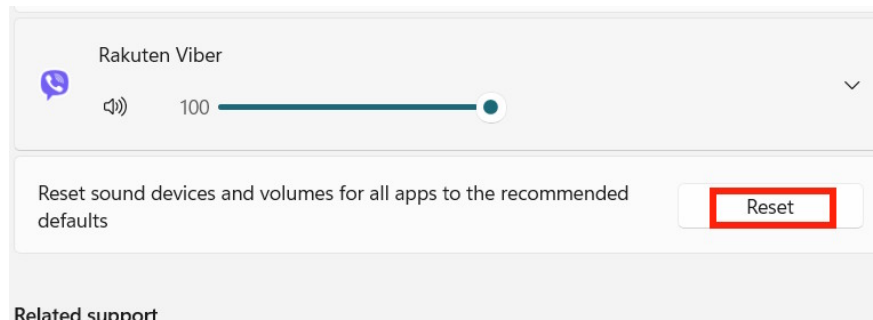 Rakuten Viber
100
Reset sound devices and volumes for all apps to the recommended
defaults
Reset
Related support